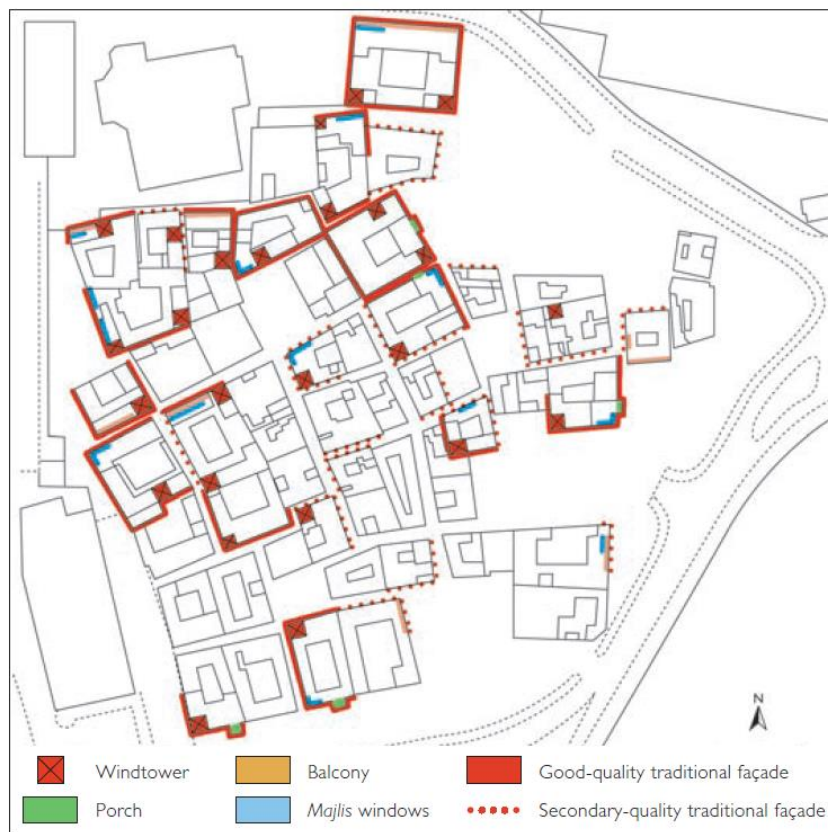 N
Windtower
Balcony
Good-quality traditional façade
Porch
Majlis windows
Secondary-quality traditional façade